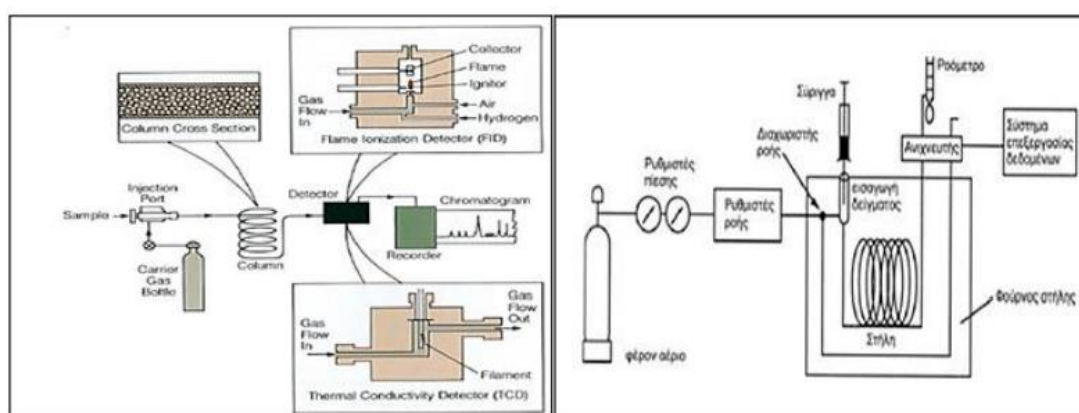 Collector
Flame
Ignitor
Gas
Flow
In
Air
Hydrogen
Flame Ionization Detector (FID)
Column Cross Section
Injection
Port
Sample
Carrier
Gas
Bottle
Column
Detector
Chromatogram
Recorder
Gas
Flow
In
Gas
Flow
Out
Filament
Thermal Conductivity Detector (TCD)
Ροόμετρο
Σύριγγα
Διαχωριστής
ροής
Ανιχνευτής
Σύστημα
επεξεργασίας
δεδομένων
Ρυθμιστές
πίεσης
Ρυθμιστές
ροής
εισαγωγή
δείγματος
Φούρνος στήλης
Στήλη
φέρον αέριο